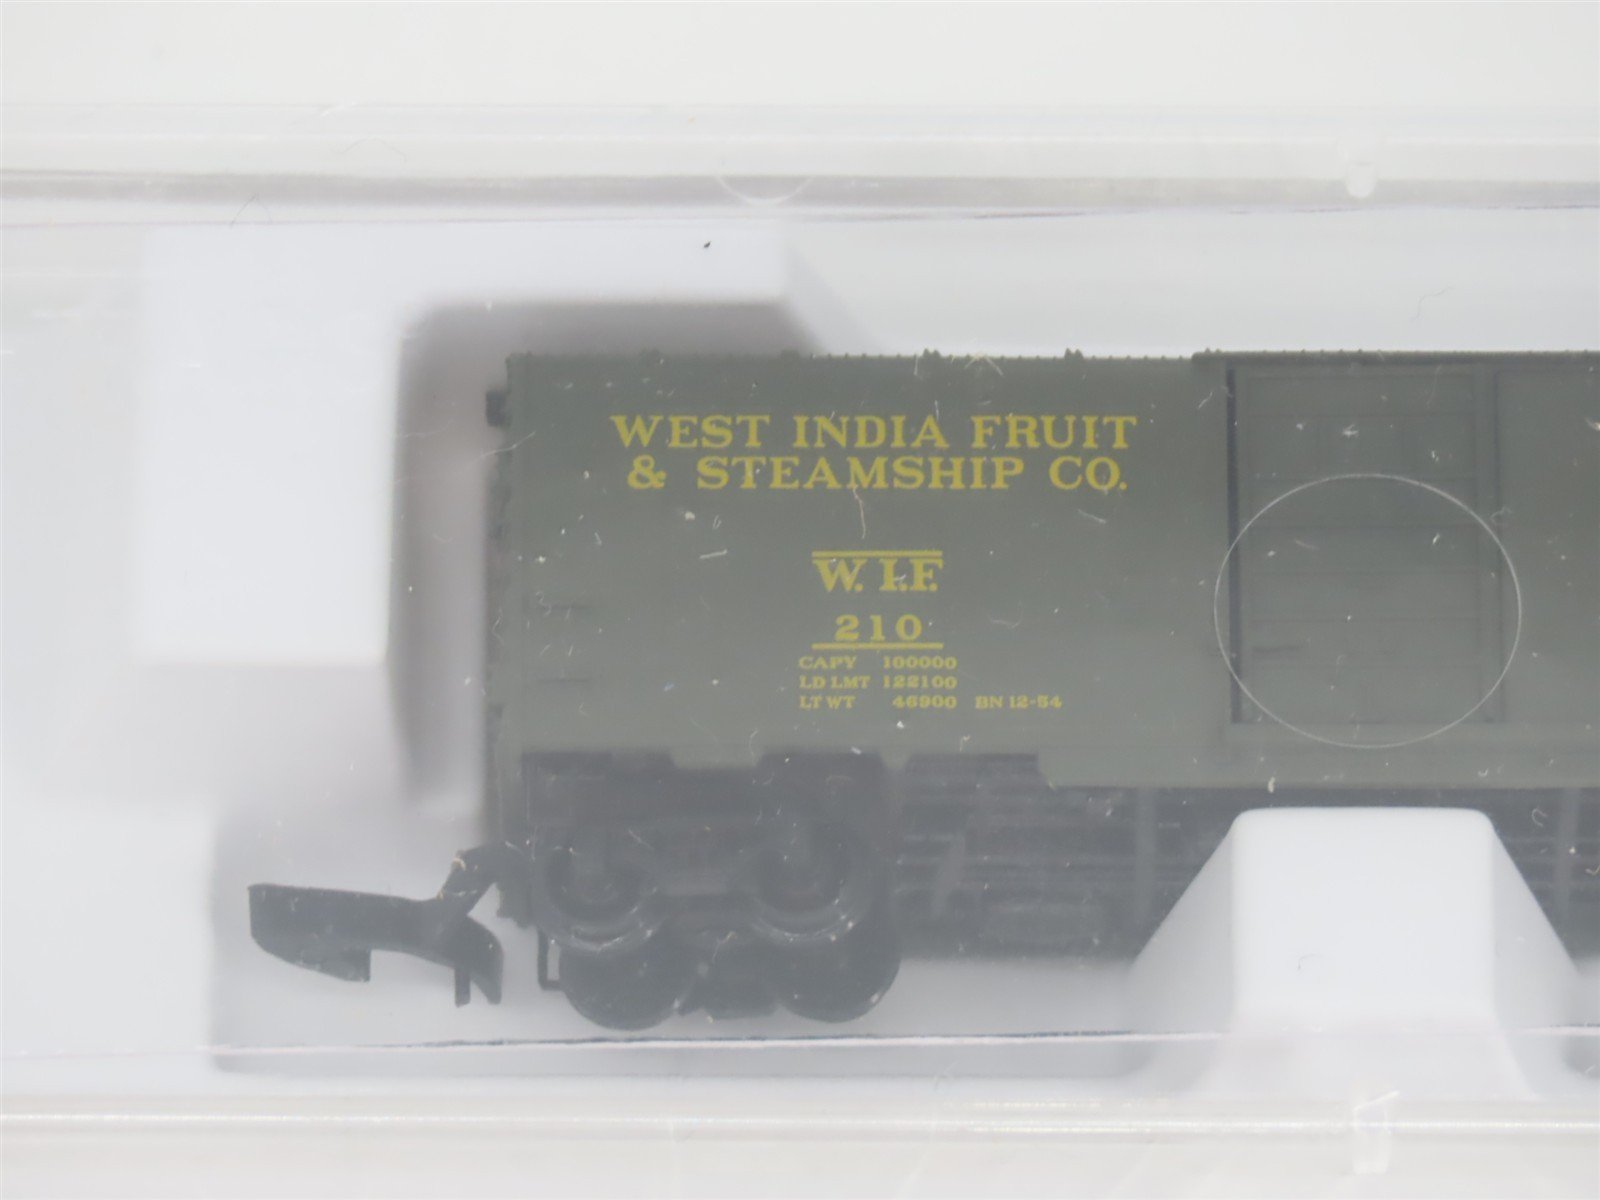 WEST INDIA FRUIT
& STEAMSHIP CO.
W.I.F.
210
CAPY 100000
LD LMT 122100
LT WT 46900 BN 12-54